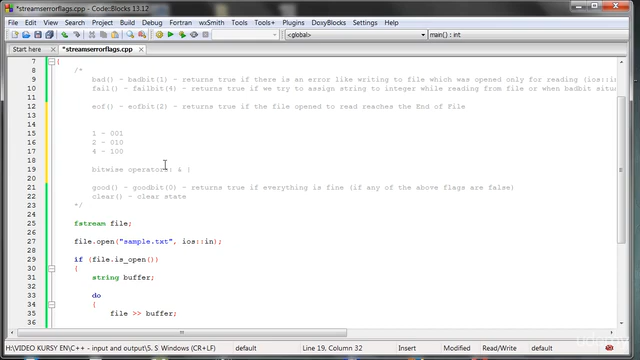 *streamserrorflags.cpp - Code::Blocks 13.12
File Edit View Search Project Build Debug Fortran wxSmith Tools Tools+ Plugins DoxyBlocks Settings Help
<global> main() : int
Start here *streamserrorflags.cpp
7 {
8 /*
9 bad() - badbit(1) - returns true if there is an error like writing to file which was opened only for reading (ios::in)
10 fail() - failbit(4) - returns true if we try to assign string to integer while reading from file or when badbit situ
11
12 eof() - eofbit(2) - returns true if the file opened to read reaches the End of File
13
14
15 1 - 001
16 2 - 010
17 4 - 100
18
19 bitwise operators: & |
20
21 good() - goodbit(0) - returns true if everything is fine (if any of the above flags are false)
22 clear() - clear state
23 */
24
25 fstream file;
26
27 file.open("sample.txt", ios::in);
28
29 if (file.is_open())
30 {
31 string buffer;
32
33 do
34 {
35 file >> buffer;
36
H:\VIDEO KURSY EN\C++ - input and output\5. S Windows (CR+LF) default Line 19, Column 32 Insert Modified Read/Write default